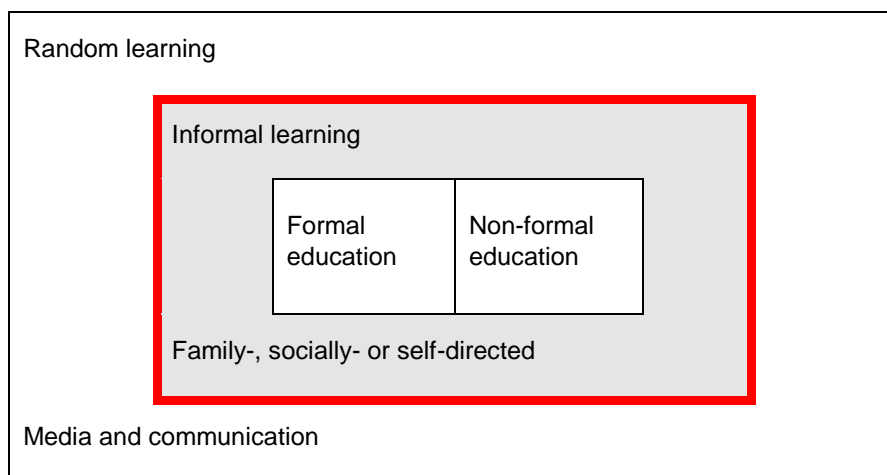 Random learning
Informal learning
Formal
education
Non-formal
education
Family-, socially- or self-directed
Media and communication